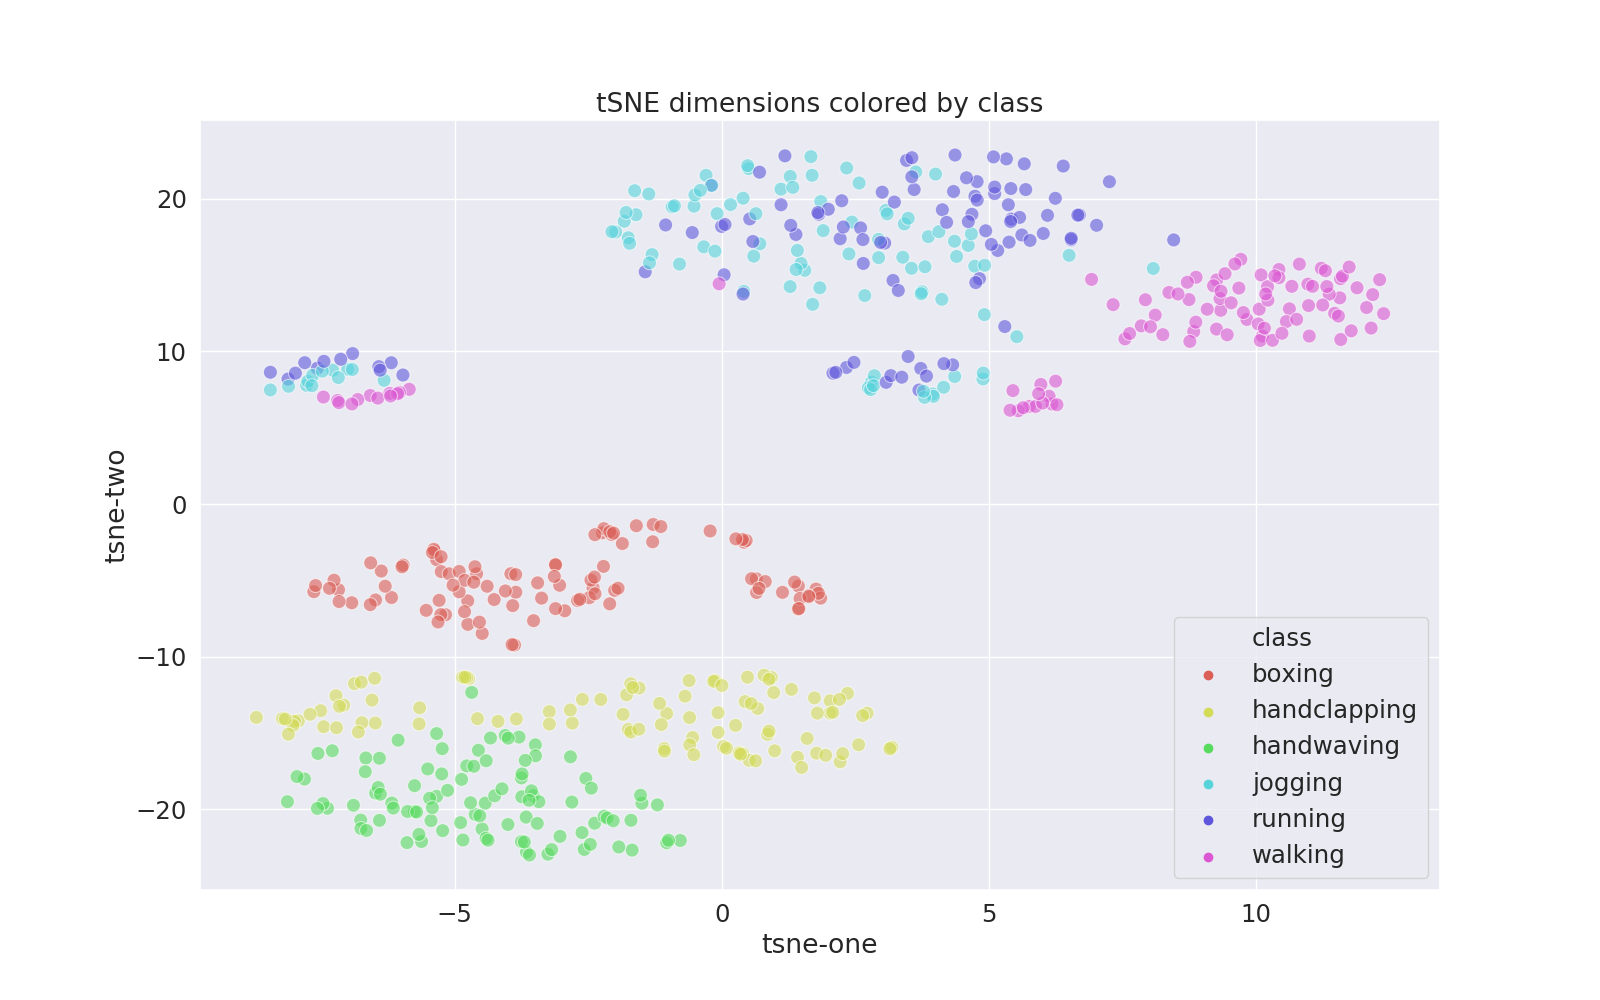 tSNE dimensions colored by class
tsne-two
20
10
0
−10
−20
class
boxing
handclapping
handwaving
jogging
running
walking
−5
0
5
10
tsne-one